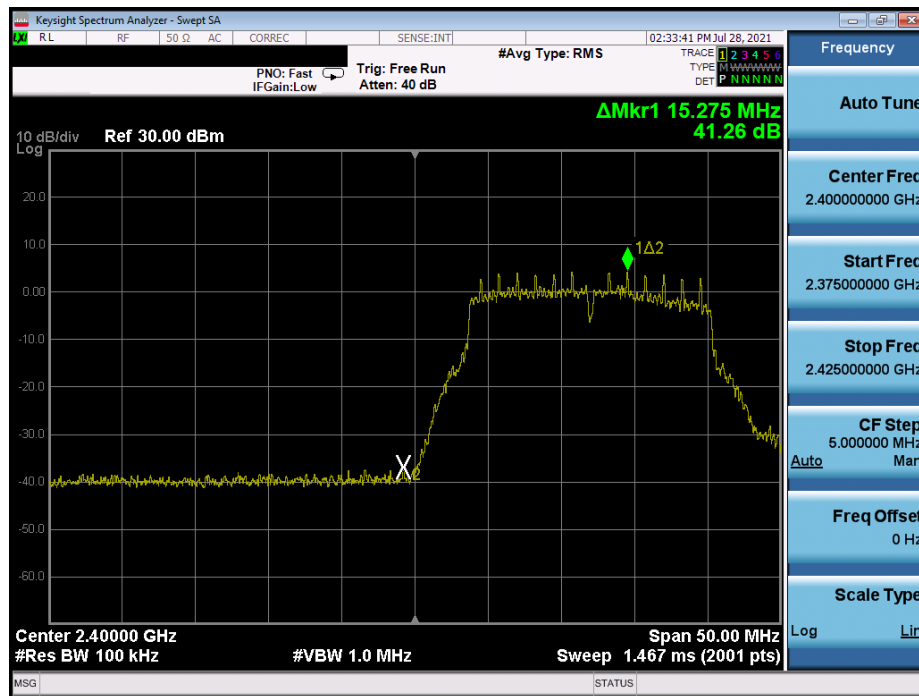 Keysight Spectrum Analyzer - Swept SA
LXI RL RF 50 Ω AC CORREC SENSE:INT 02:33:41 PM Jul 28, 2021
#Avg Type: RMS
TRACE 1 2 3 4 5 6
TYPE M W W W W W
DET P N N N N N
PNO: Fast
IFGain:Low
Trig: Free Run
Atten: 40 dB
ΔMkr1 15.275 MHz
41.26 dB
10 dB/div Ref 30.00 dBm
Log
20.0
10.0
0.00
-10.0
-20.0
-30.0
-40.0
-50.0
-60.0
1Δ2
X2
Center 2.40000 GHz
Span 50.00 MHz
#Res BW 100 kHz
#VBW 1.0 MHz
Sweep 1.467 ms (2001 pts)
MSG
STATUS
Frequency
Auto Tune
Center Freq
2.400000000 GHz
Start Freq
2.375000000 GHz
Stop Freq
2.425000000 GHz
CF Step
5.000000 MHz
Auto Man
Freq Offset
0 Hz
Scale Type
Log Lin